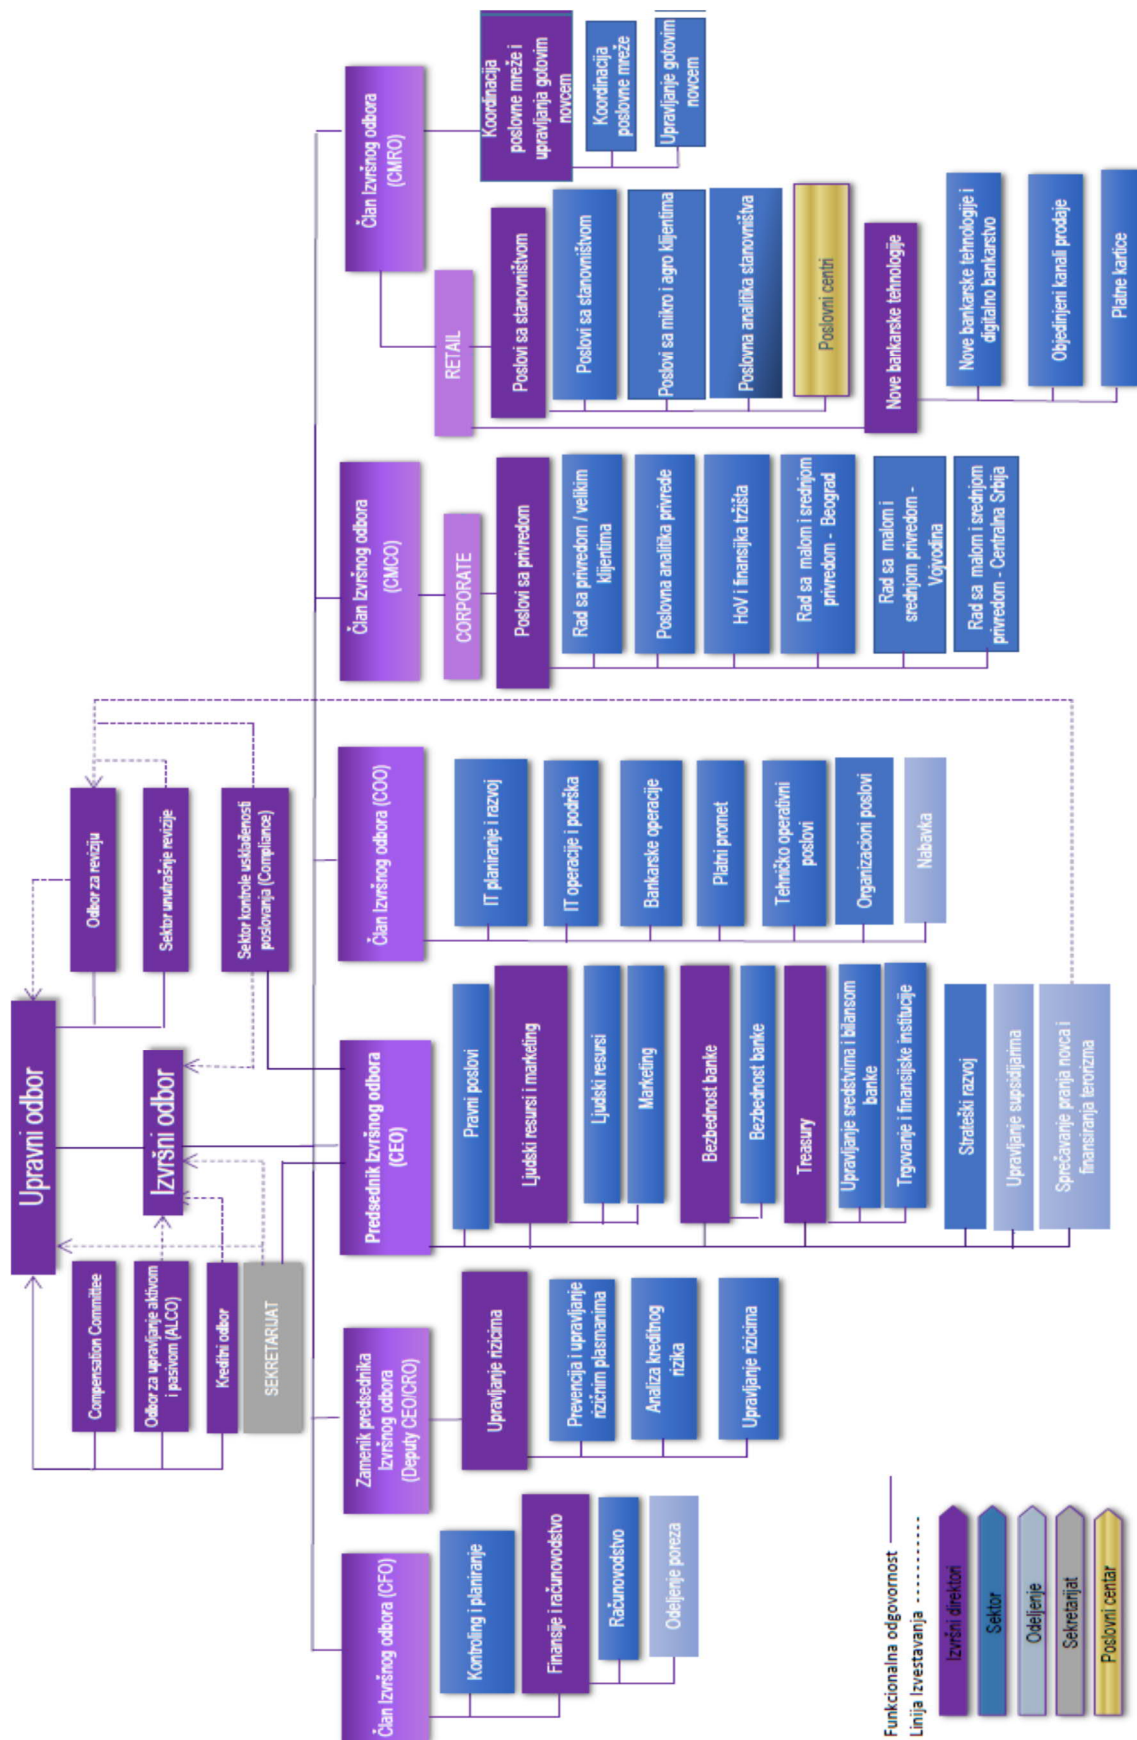 Upravni odbor
Compensation Committee
Odbor za upravljanje aktivom
i pasivom (ALCO)
Kreditni odbor
SEKRETARIJAT
Izvršni odbor
Odbor za reviziju
Sektor unutrašnje revizije
Sektor kontrole usklađenosti
poslovanja (Compliance)
Član Izvršnog odbora (CFO)
Kontroling i planiranje
Finansije i računovodstvo
Računovodstvo
Odeljenje poreza
Zamenik predsednika
Izvršnog odbora
(Deputy CEO/CRO)
Upravljanje rizicima
Prevencija i upravljanje
rizičnim plasmanima
Analiza kreditnog
rizika
Upravljanje rizicima
Predsednik Izvršnog odbora
(CEO)
Pravni poslovi
Ljudski resursi i marketing
Ljudski resursi
Marketing
Bezbednost banke
Bezbednost banke
Treasury
Upravljanje sredstvima i bilansom
banke
Trgovanje i finansijske institucije
Strateški razvoj
Upravljanje supsidijarima
Sprečavanje pranja novca i
finansiranja terorizma
Član Izvršnog odbora (COO)
IT planiranje i razvoj
IT operacije i podrška
Bankarske operacije
Platni promet
Tehničko operativni
poslovi
Organizacioni poslovi
Nabavka
Član Izvršnog odbora
(CMCO)
CORPORATE
Poslovi sa privredom
Rad sa privredom / velikim
klijentima
Poslovna analitika privrede
HoV i finansijka tržišta
Rad sa malom i srednjom
privredom - Beograd
Rad sa malom i
srednjom privredom -
Vojvodina
Rad sa malom i srednjom
privredom - Centralna Srbija
Član Izvršnog odbora
(CMRO)
RETAIL
Poslovi sa stanovništvom
Poslovi sa stanovništvom
Poslovi sa mikro i agro klijentima
Poslovna analitika stanovništva
Poslovni centri
Nove bankarske tehnologije
Nove bankarske tehnologije i
digitalno bankarstvo
Objedinjeni kanali prodaje
Platne kartice
Koordinacija
poslovne mreže i
upravljanja gotovim
novcem
Koordinacija
poslovne mreže
Upravljanje gotovim
novcem
Funkcionalna odgovornost
Linija Izvestavanja
Izvršni direktori
Sektor
Odeljenje
Sekretarijat
Poslovni centar